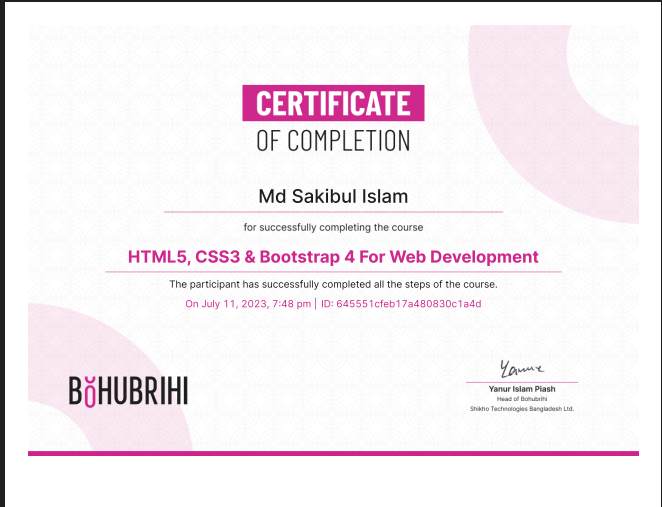 CERTIFICATE
OF COMPLETION
Md Sakibul Islam
for successfully completing the course
HTML5, CSS3 & Bootstrap 4 For Web Development
The participant has successfully completed all the steps of the course.
On July 11, 2023, 7:48 pm | ID: 645551cfeb17a480830c1a4d
BOHUBRIHI
Yanur Islam Piash
Head of Bohubrihi
Shikho Technologies Bangladesh Ltd.